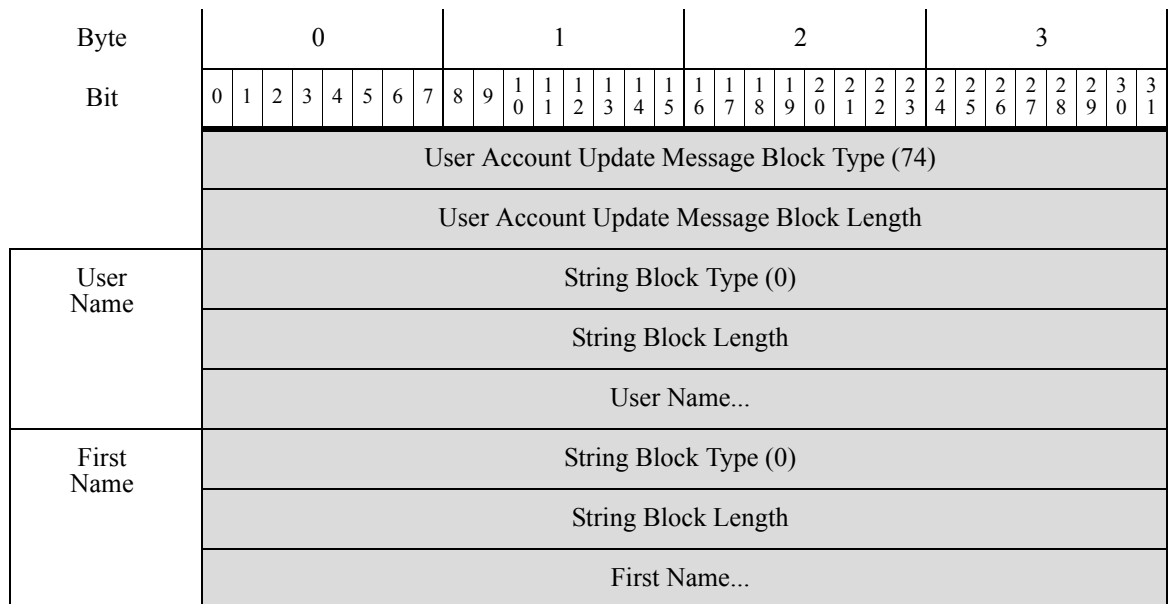 Byte 0 1 2 3
Bit 0 1 2 3 4 5 6 7 8 9 10 11 12 13 14 15 16 17 18 19 20 21 22 23 24 25 26 27 28 29 30 31
User Account Update Message Block Type (74)
User Account Update Message Block Length
User
Name
String Block Type (0)
String Block Length
User Name...
First
Name
String Block Type (0)
String Block Length
First Name...